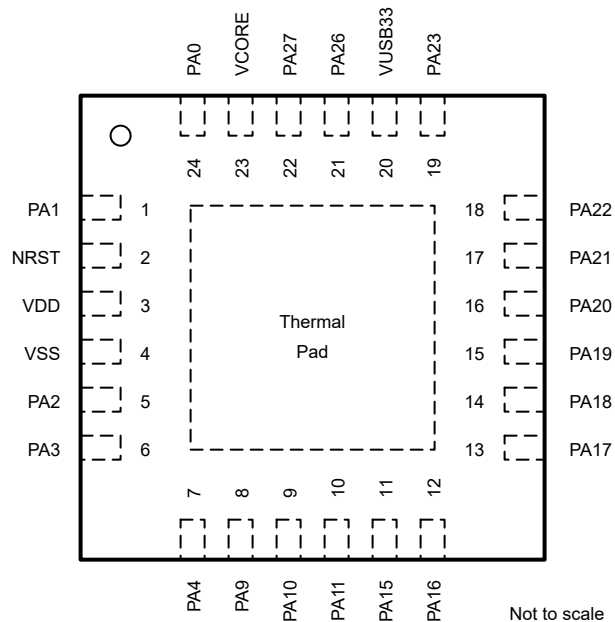 PA0 VCORE PA27 PA26 VUSB33 PA23
24 23 22 21 20 19
PA1 1 18 PA22
NRST 2 17 PA21
VDD 3 16 PA20
VSS 4 15 PA19
PA2 5 14 PA18
PA3 6 13 PA17
Thermal
Pad
7 8 9 10 11 12
PA4 PA9 PA10 PA11 PA15 PA16
Not to scale